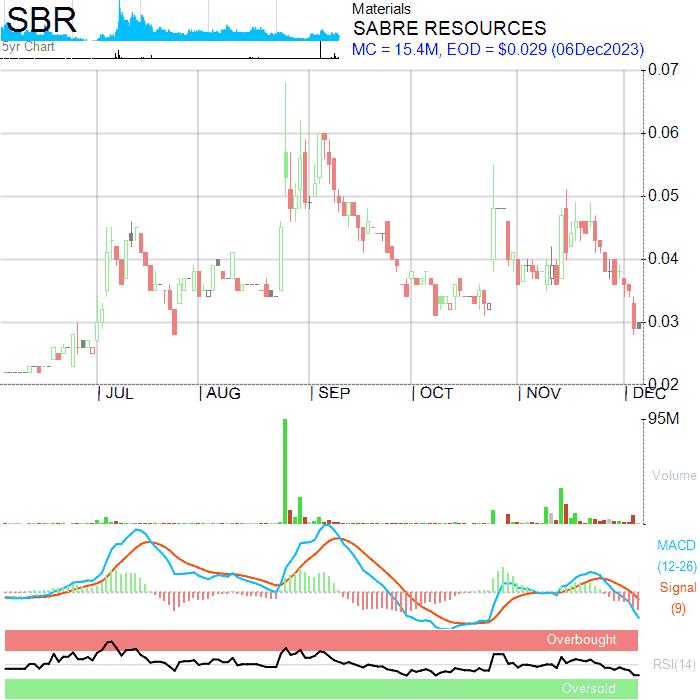 SBR
5yr Chart
Materials
SABRE RESOURCES
MC = 15.4M, EOD = $0.029 (06Dec2023)
0.07
0.06
0.05
0.04
0.03
0.02
JUL AUG SEP OCT NOV DEC
95M
Volume
MACD
(12-26)
Signal
(9)
Overbought
RSI(14)
Oversold